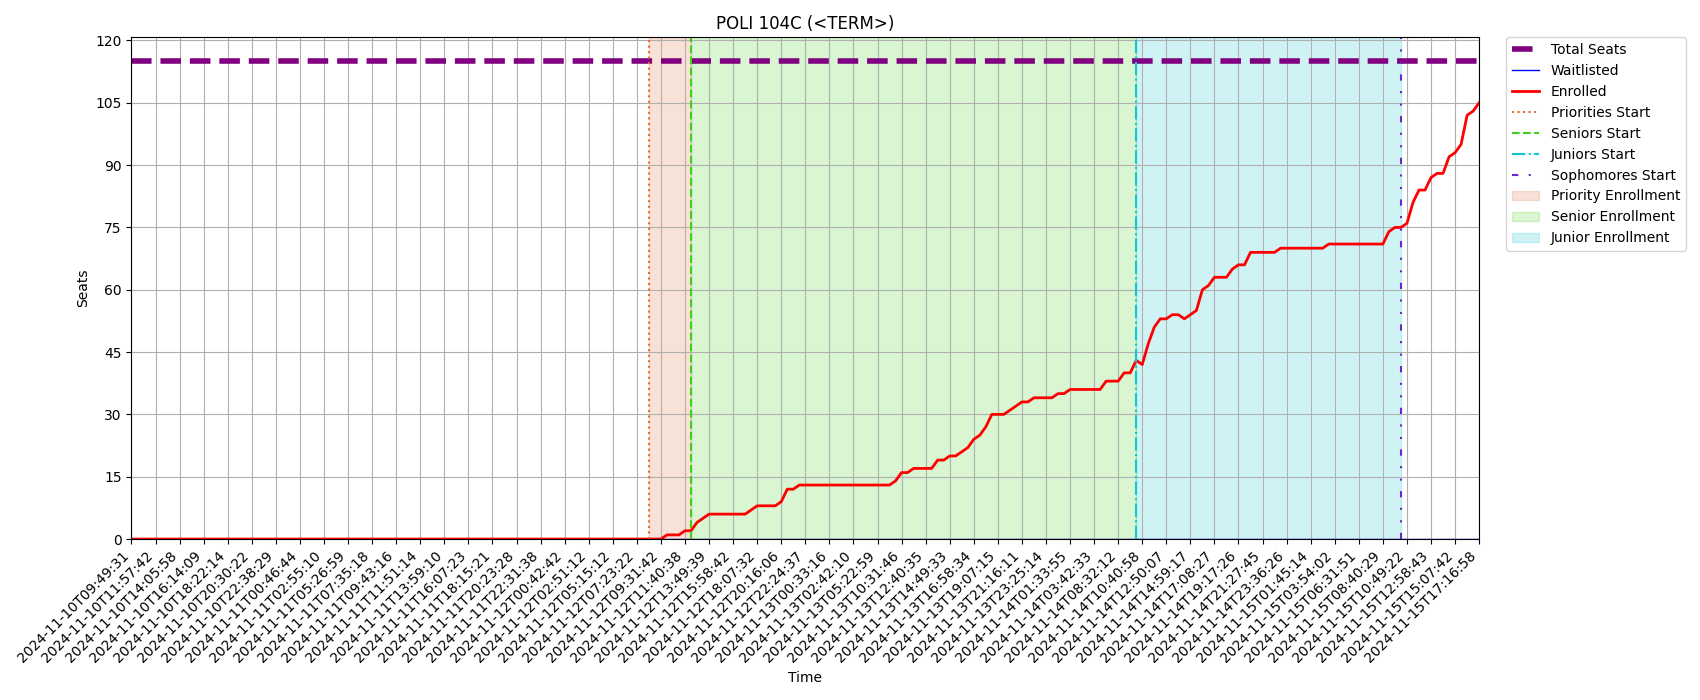 POLI 104C (<TERM>)
120
105
90
75
60
45
30
15
0
Seats
2024-11-10T09:49:31
2024-11-10T11:57:42
2024-11-10T14:05:58
2024-11-10T16:14:09
2024-11-10T18:22:14
2024-11-10T20:30:22
2024-11-10T22:38:29
2024-11-11T00:46:44
2024-11-11T02:55:10
2024-11-11T05:26:59
2024-11-11T07:35:18
2024-11-11T09:43:16
2024-11-11T11:51:14
2024-11-11T13:59:10
2024-11-11T16:07:23
2024-11-11T18:15:21
2024-11-11T20:23:28
2024-11-11T22:31:38
2024-11-12T00:42:42
2024-11-12T02:51:12
2024-11-12T05:15:12
2024-11-12T07:23:22
2024-11-12T09:31:42
2024-11-12T11:40:38
2024-11-12T13:49:39
2024-11-12T15:58:42
2024-11-12T18:07:32
2024-11-12T20:16:06
2024-11-12T22:24:37
2024-11-13T00:33:16
2024-11-13T02:42:10
2024-11-13T05:22:59
2024-11-13T10:31:46
2024-11-13T12:40:35
2024-11-13T14:49:33
2024-11-13T16:58:34
2024-11-13T19:07:15
2024-11-13T21:16:11
2024-11-13T23:25:14
2024-11-14T01:33:55
2024-11-14T03:42:33
2024-11-14T08:32:12
2024-11-14T10:40:58
2024-11-14T12:50:07
2024-11-14T14:59:17
2024-11-14T17:08:27
2024-11-14T19:17:26
2024-11-14T21:27:45
2024-11-14T23:36:26
2024-11-15T01:45:14
2024-11-15T03:54:02
2024-11-15T06:31:51
2024-11-15T08:40:29
2024-11-15T10:49:22
2024-11-15T12:58:43
2024-11-15T15:07:42
2024-11-15T17:16:58
Time
Total Seats
Waitlisted
Enrolled
Priorities Start
Seniors Start
Juniors Start
Sophomores Start
Priority Enrollment
Senior Enrollment
Junior Enrollment